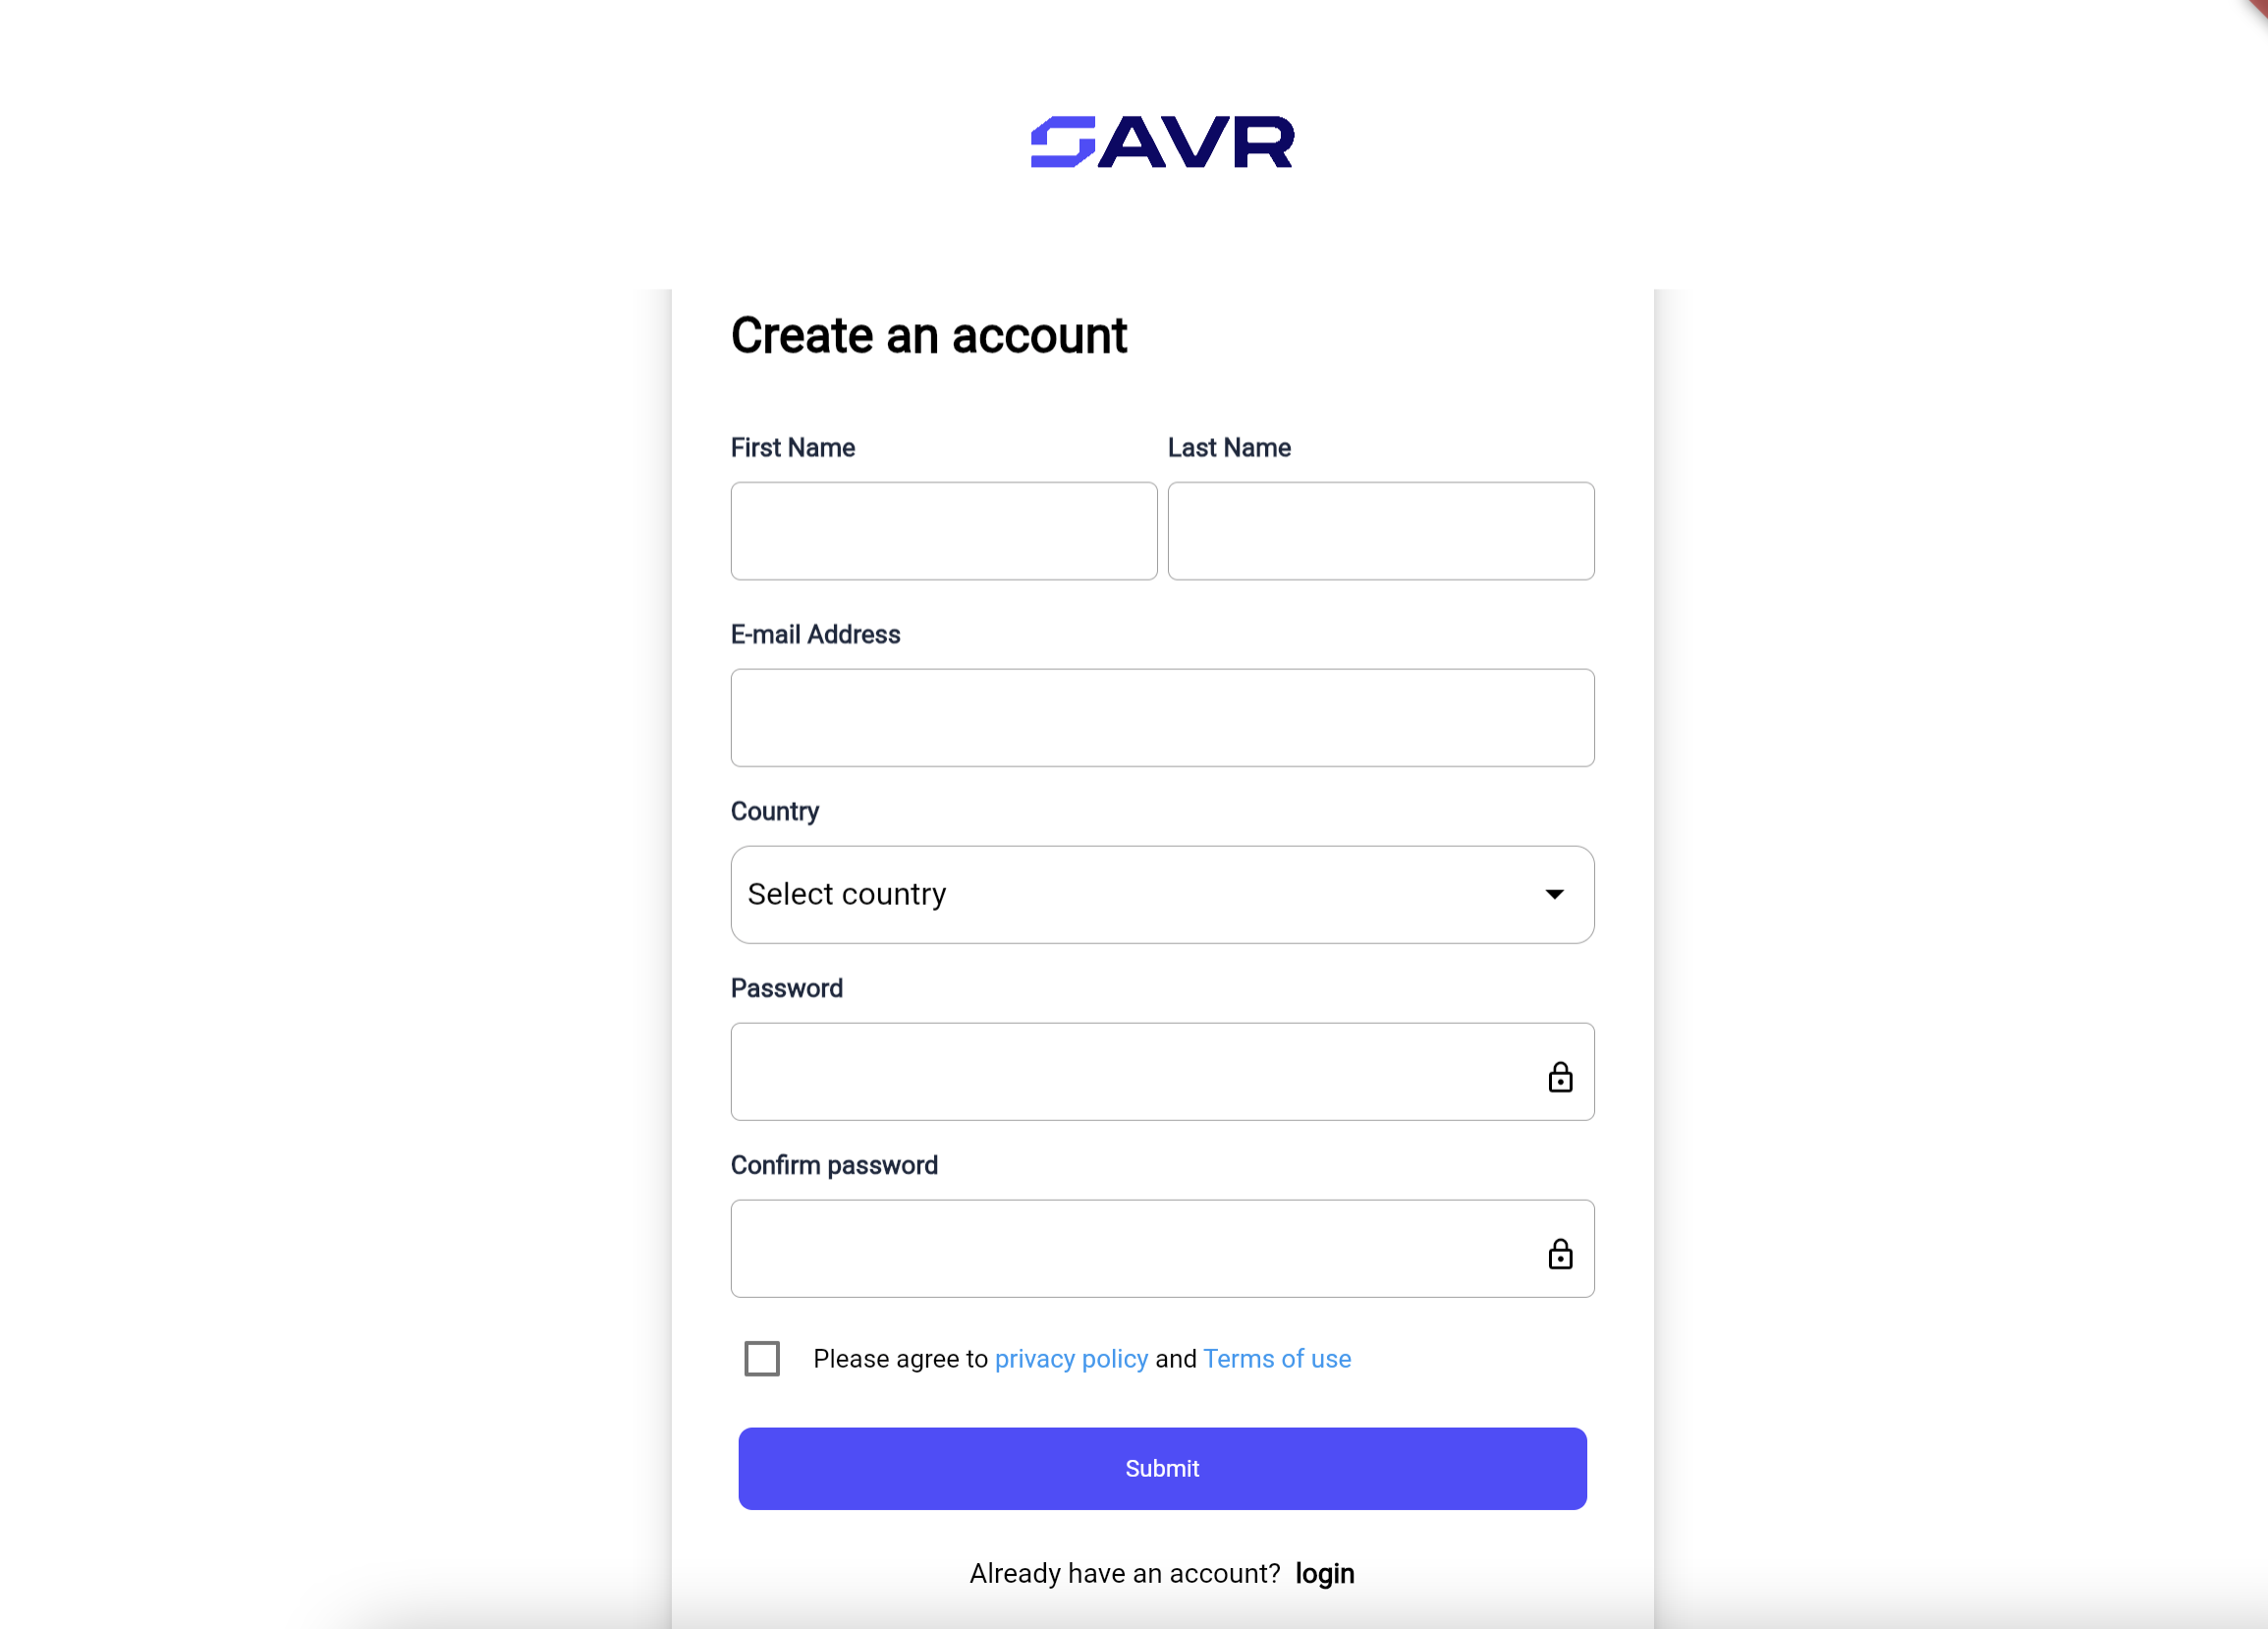 SAVR
Create an account
First Name Last Name
E-mail Address
Country
Select country
Password
Confirm password
Please agree to privacy policy and Terms of use
Submit
Already have an account? login